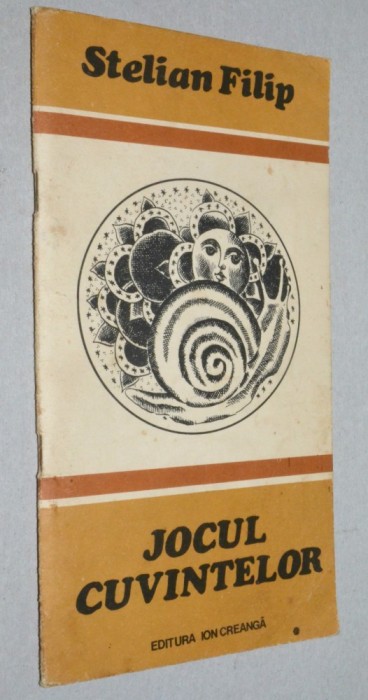 Stelian Filip
JOCUL
CUVINTELOR
EDITURA ION CREANGĂ